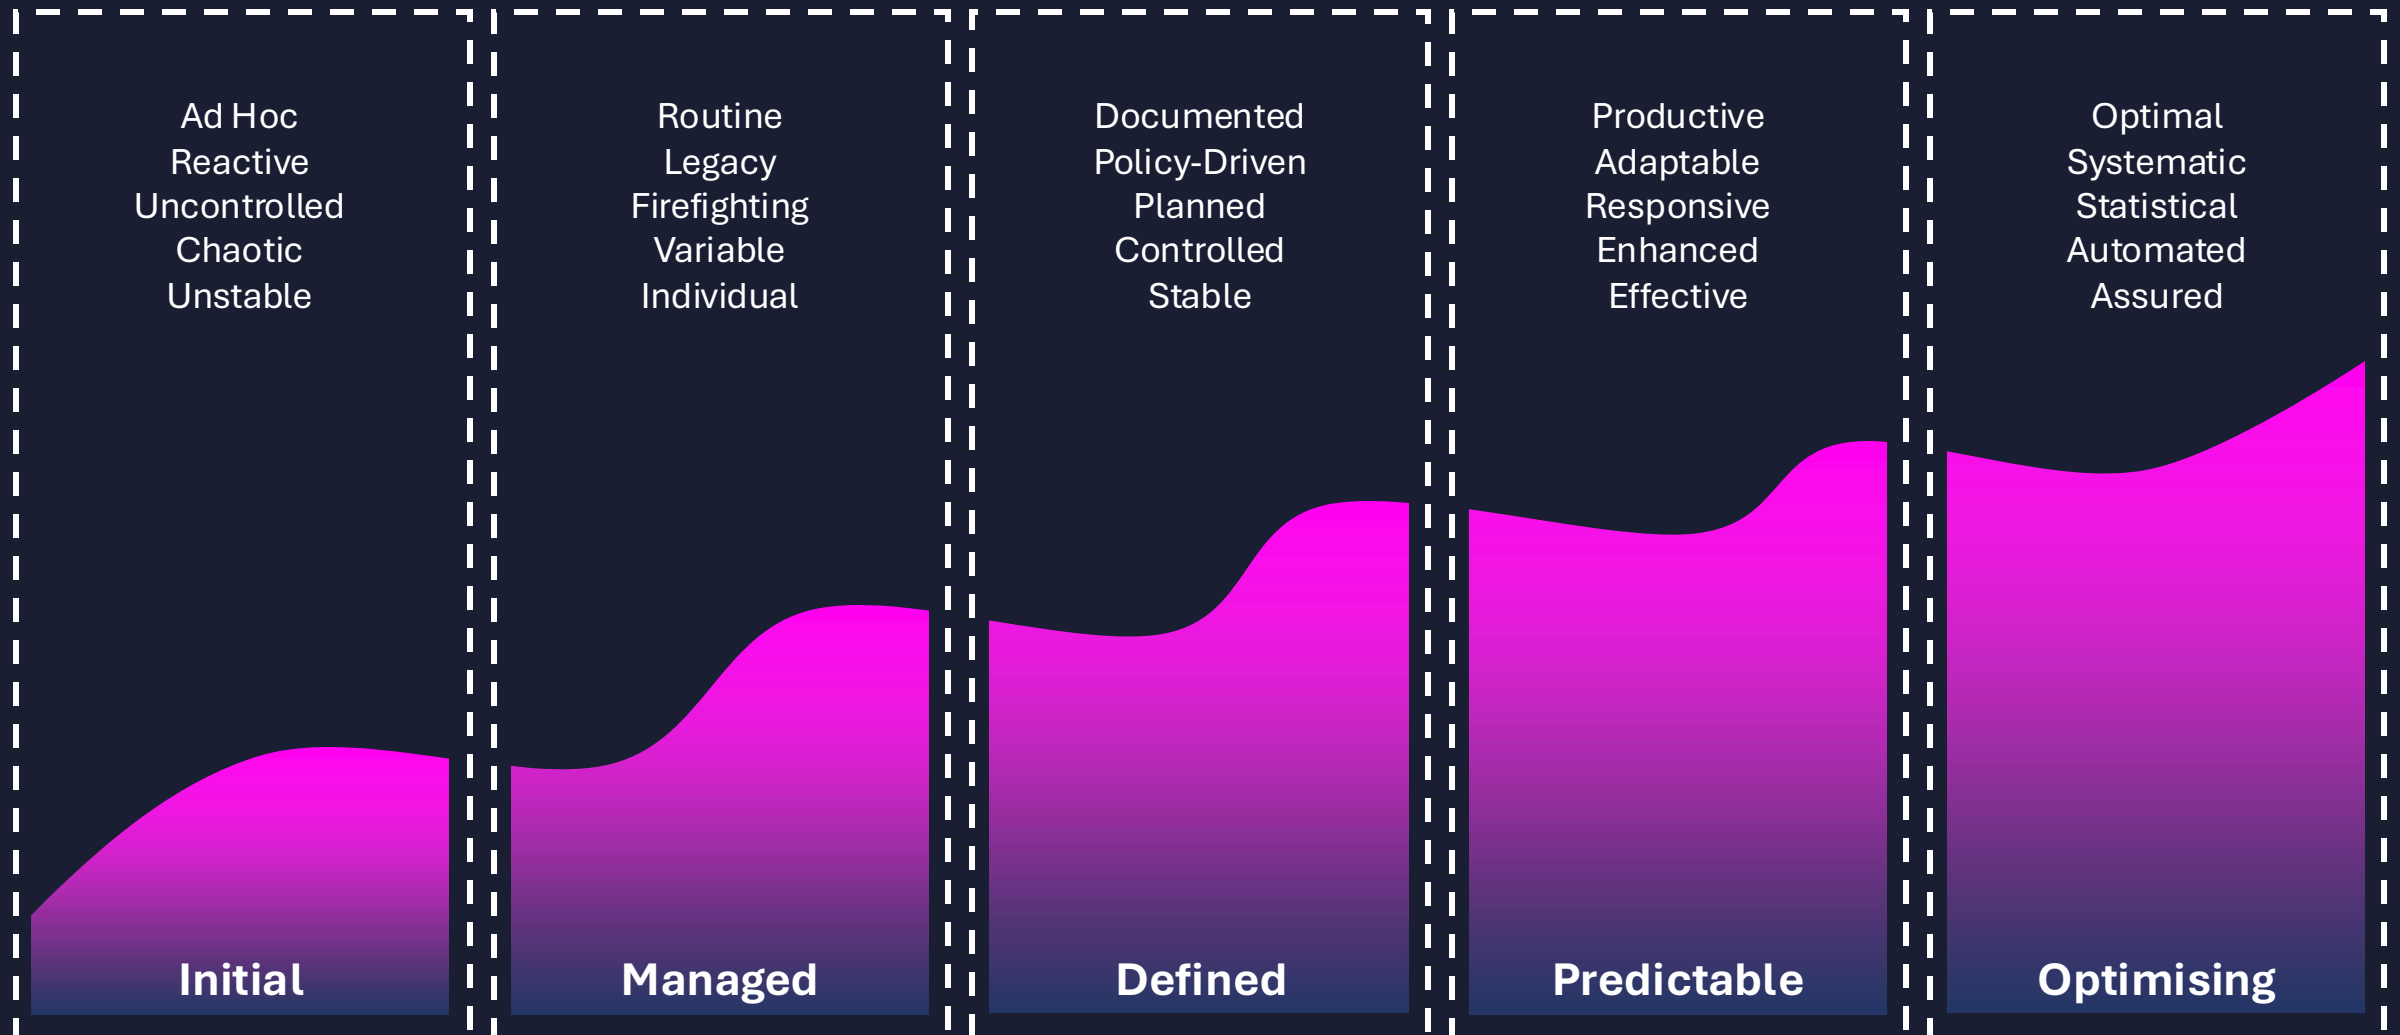 Ad Hoc
Reactive
Uncontrolled
Chaotic
Unstable
Initial
Routine
Legacy
Firefighting
Variable
Individual
Managed
Documented
Policy-Driven
Planned
Controlled
Stable
Defined
Productive
Adaptable
Responsive
Enhanced
Effective
Predictable
Optimal
Systematic
Statistical
Automated
Assured
Optimising